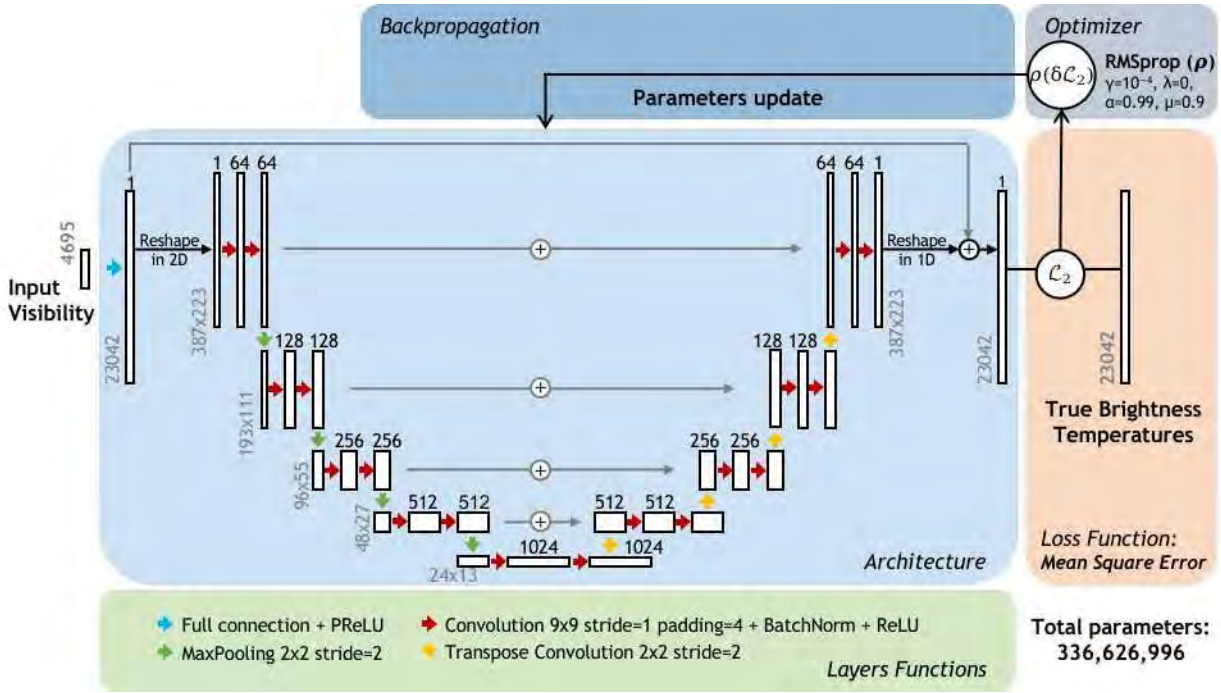 Backpropagation
Optimizer
ρ(δℒ₂)
RMSprop (ρ)
γ=10⁻⁴, λ=0,
α=0.99, μ=0.9
Parameters update
1
1 64 64
64 64 1
1
4695
Reshape
in 2D
Reshape
in 1D
Input
Visibility
ℒ₂
23042
387x223
387x223
23042
23042
128 128
128 128
193x111
True Brightness
Temperatures
256 256
256 256
96x55
512 512
512 512
48x27
1024
1024
24x13
Architecture
Loss Function:
Mean Square Error
Full connection + PReLU
Convolution 9x9 stride=1 padding=4 + BatchNorm + ReLU
MaxPooling 2x2 stride=2
Transpose Convolution 2x2 stride=2
Layers Functions
Total parameters:
336,626,996